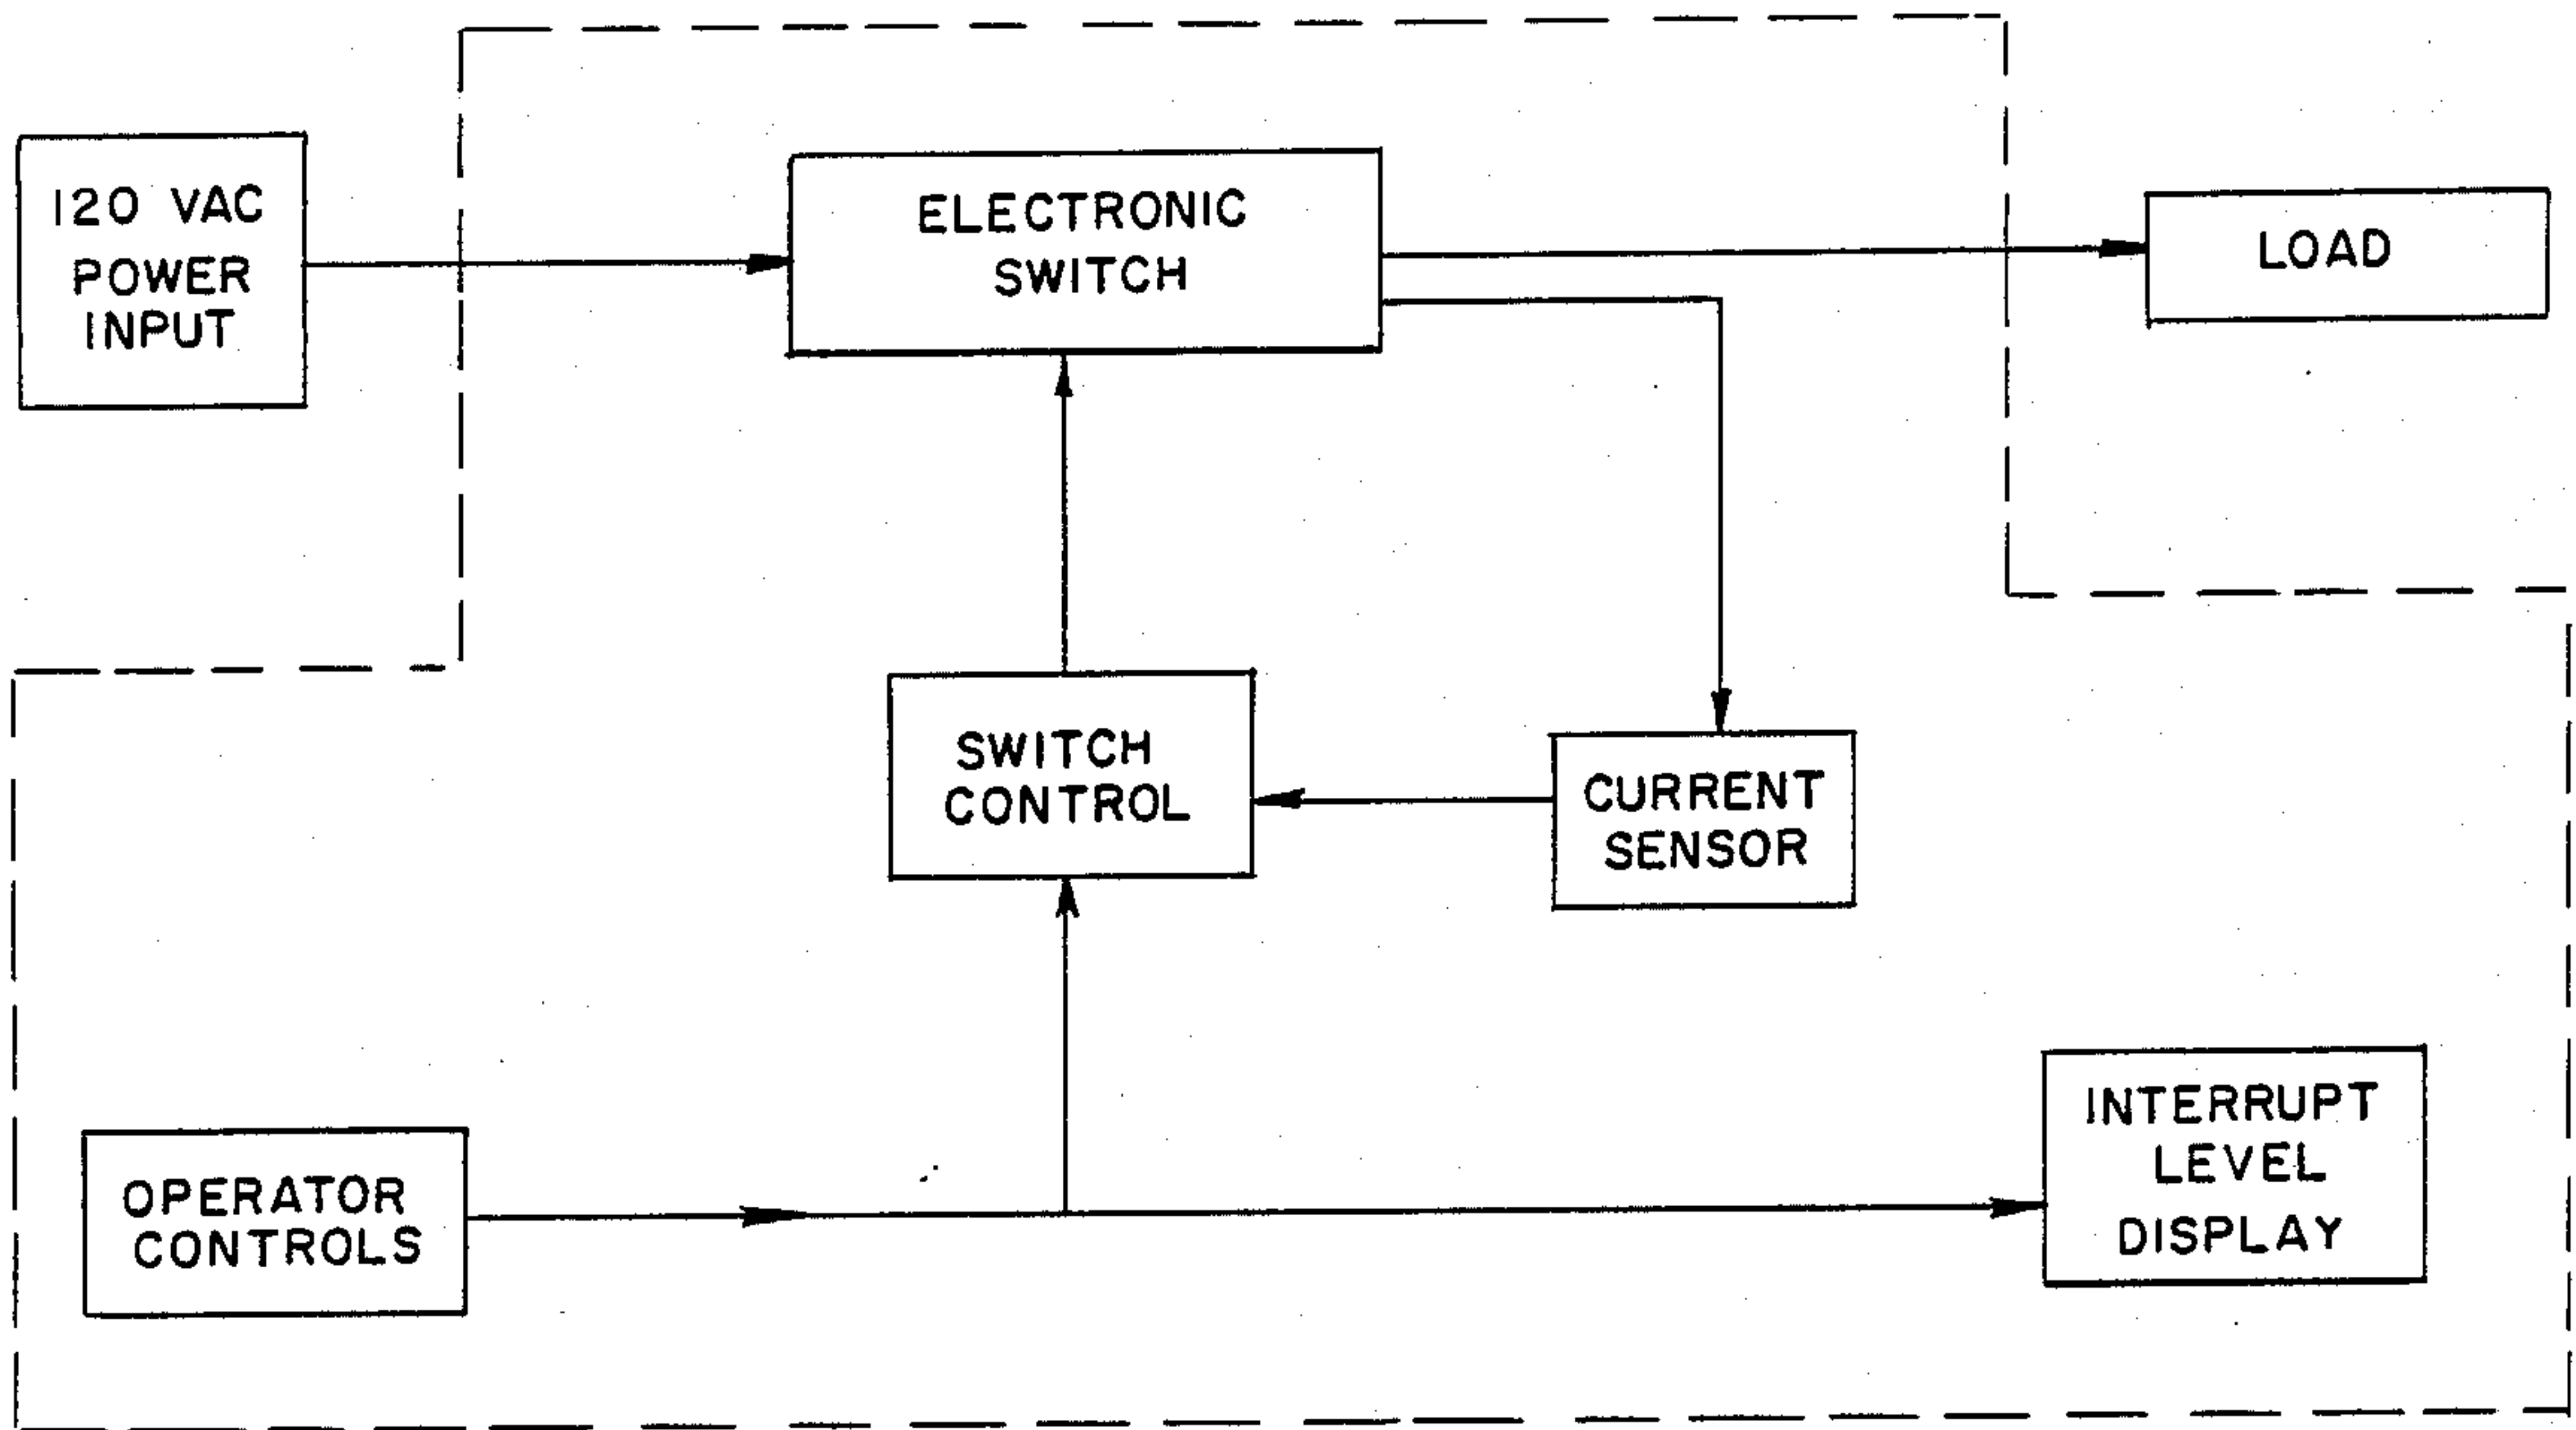 120 VAC
POWER
INPUT
ELECTRONIC
SWITCH
LOAD
SWITCH
CONTROL
CURRENT
SENSOR
OPERATOR
CONTROLS
INTERRUPT
LEVEL
DISPLAY